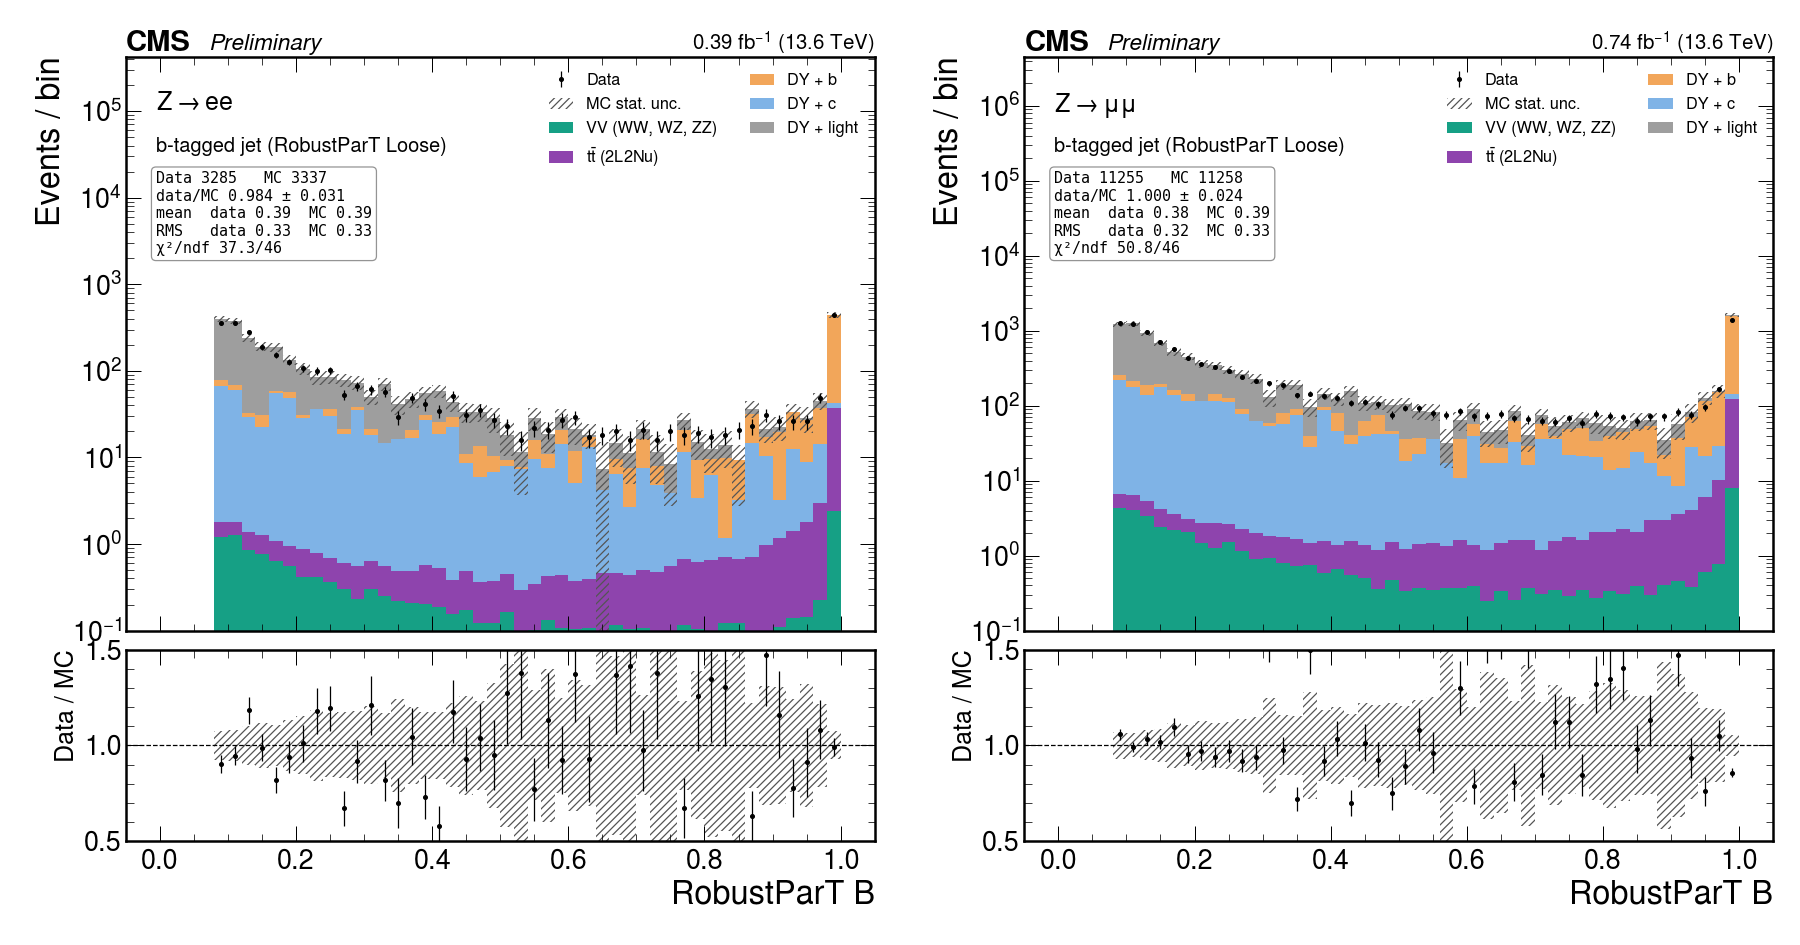 CMS Preliminary 0.39 fb⁻¹ (13.6 TeV)
Events / bin
Z → ee
b-tagged jet (RobustParT Loose)
Data 3285 MC 3337
data/MC 0.984 ± 0.031
mean data 0.39 MC 0.39
RMS data 0.33 MC 0.33
χ²/ndf 37.3/46
Data
MC stat. unc.
VV (WW, WZ, ZZ)
tt̄ (2L2Nu)
DY + b
DY + c
DY + light
10⁵
10⁴
10³
10²
10¹
10⁰
10⁻¹
Data / MC
1.5
1.0
0.5
0.0 0.2 0.4 0.6 0.8 1.0
RobustParT B
CMS Preliminary 0.74 fb⁻¹ (13.6 TeV)
Events / bin
Z → μμ
b-tagged jet (RobustParT Loose)
Data 11255 MC 11258
data/MC 1.000 ± 0.024
mean data 0.38 MC 0.39
RMS data 0.32 MC 0.33
χ²/ndf 50.8/46
Data
MC stat. unc.
VV (WW, WZ, ZZ)
tt̄ (2L2Nu)
DY + b
DY + c
DY + light
10⁶
10⁵
10⁴
10³
10²
10¹
10⁰
10⁻¹
Data / MC
1.5
1.0
0.5
0.0 0.2 0.4 0.6 0.8 1.0
RobustParT B